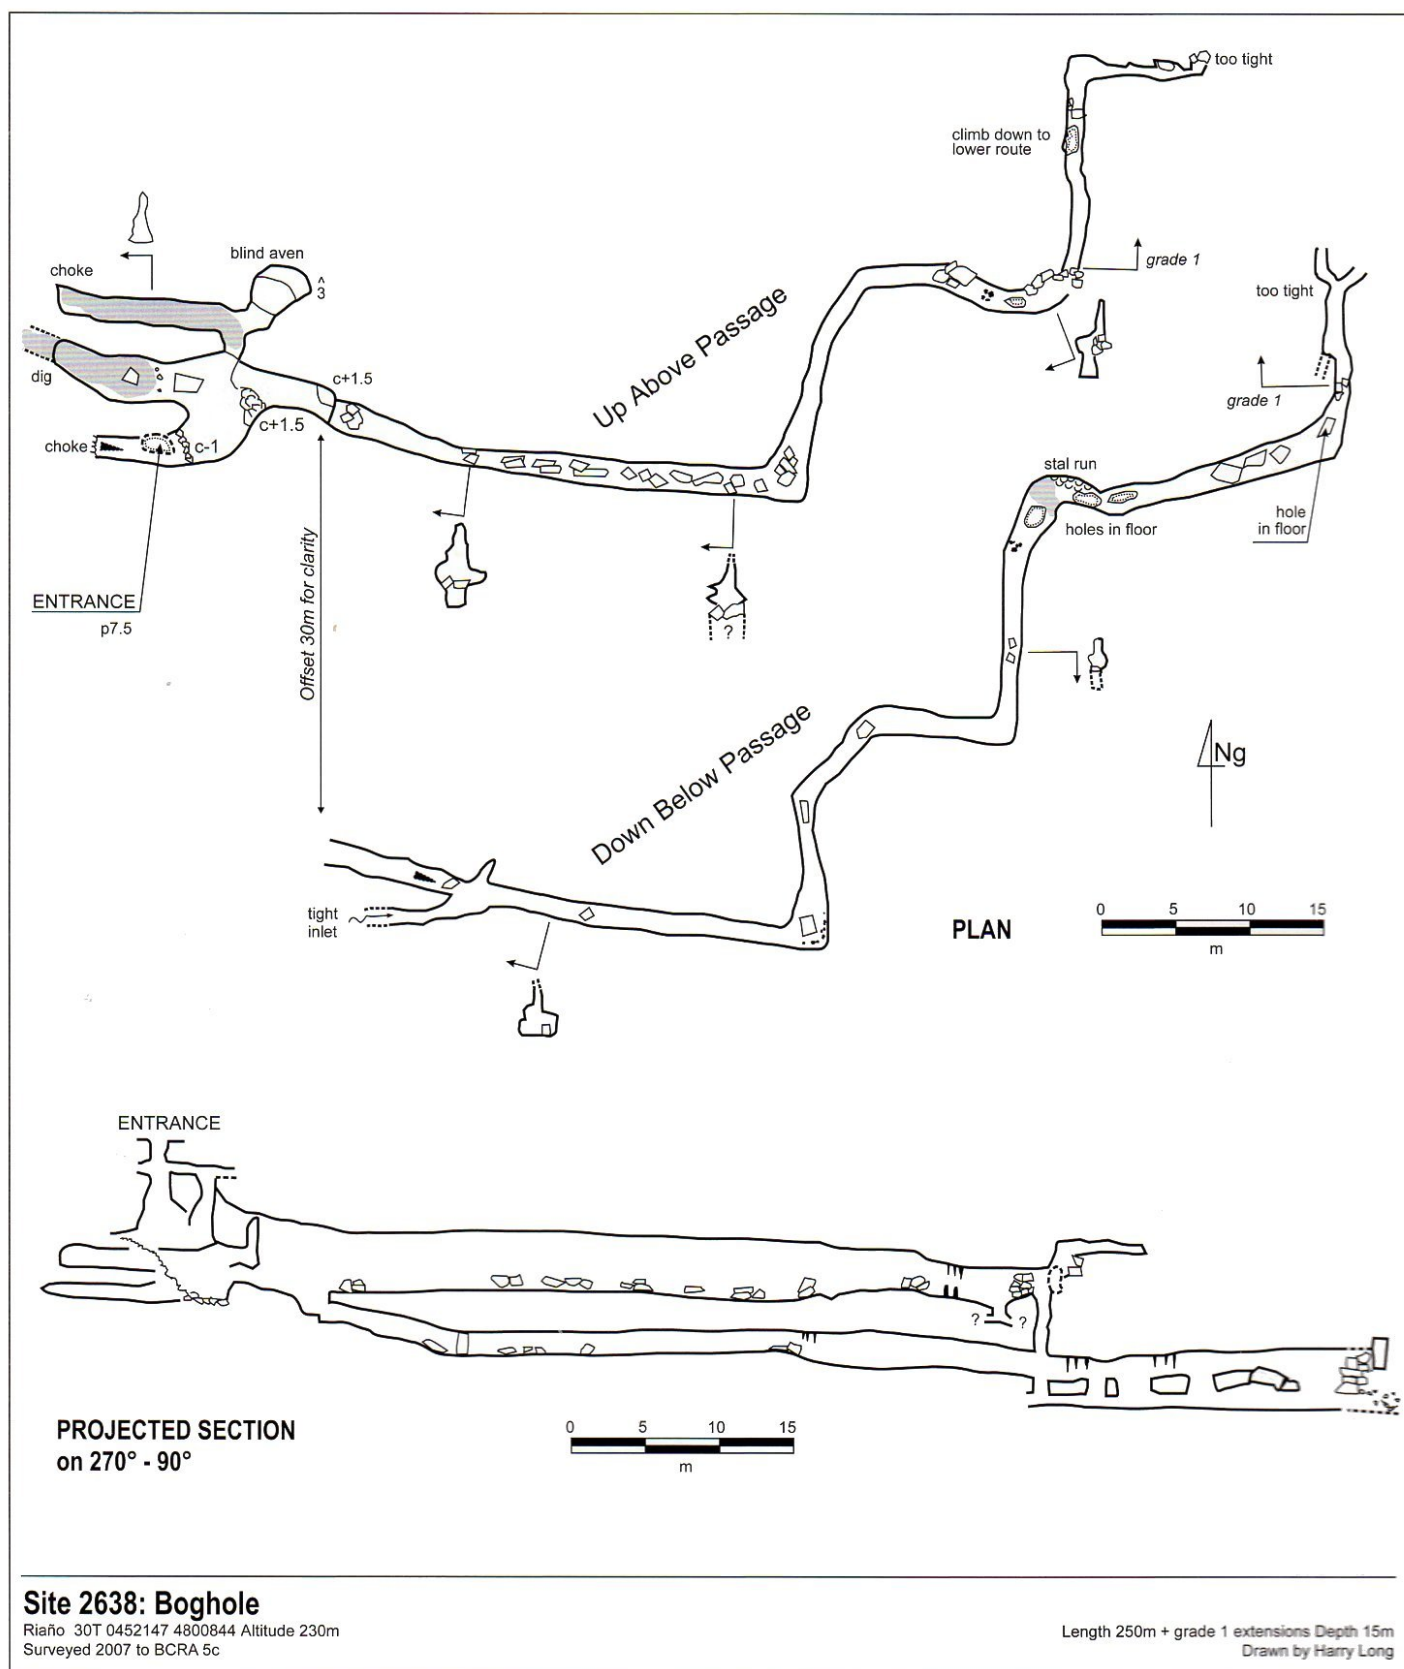 too tight
climb down to
lower route
blind aven
choke
^
3
grade 1
too tight
Up Above Passage
dig
c+1.5
c+1.5
choke
c-1
grade 1
stal run
holes in floor
hole
in floor
ENTRANCE
p7.5
Offset 30m for clarity
?
Down Below Passage
Ng
tight
inlet
PLAN
0 5 10 15
m
ENTRANCE
? ?
PROJECTED SECTION
on 270° - 90°
0 5 10 15
m
Site 2638: Boghole
Riaño 30T 0452147 4800844 Altitude 230m
Surveyed 2007 to BCRA 5c
Length 250m + grade 1 extensions Depth 15m
Drawn by Harry Long